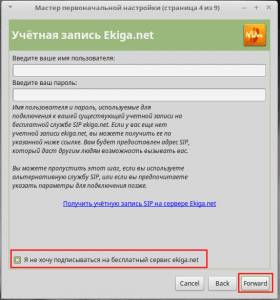 Мастер первоначальной настройки (страница 4 из 9)
Учётная запись Ekiga.net
Введите ваше имя пользователя:
Введите ваш пароль:
Имя пользователя и пароль, используемые для
подключения к вашей существующей учетной записи на
бесплатной службе SIP ekiga.net. Если у вас еще нет
учетной записи ekiga.net, вы можете получить ее по
указанной ниже ссылке. Вам будет предоставлен адрес SIP,
который даст другим людям возможность вызывать вас.
Вы можете пропустить этот шаг, если вы используете
альтернативную службу SIP, или если вы предпочитаете
указать параметры для подключения позже.
Получить учётную запись SIP на сервере Ekiga.net
Я не хочу подписываться на бесплатный сервис ekiga.net
Cancel Back Forward